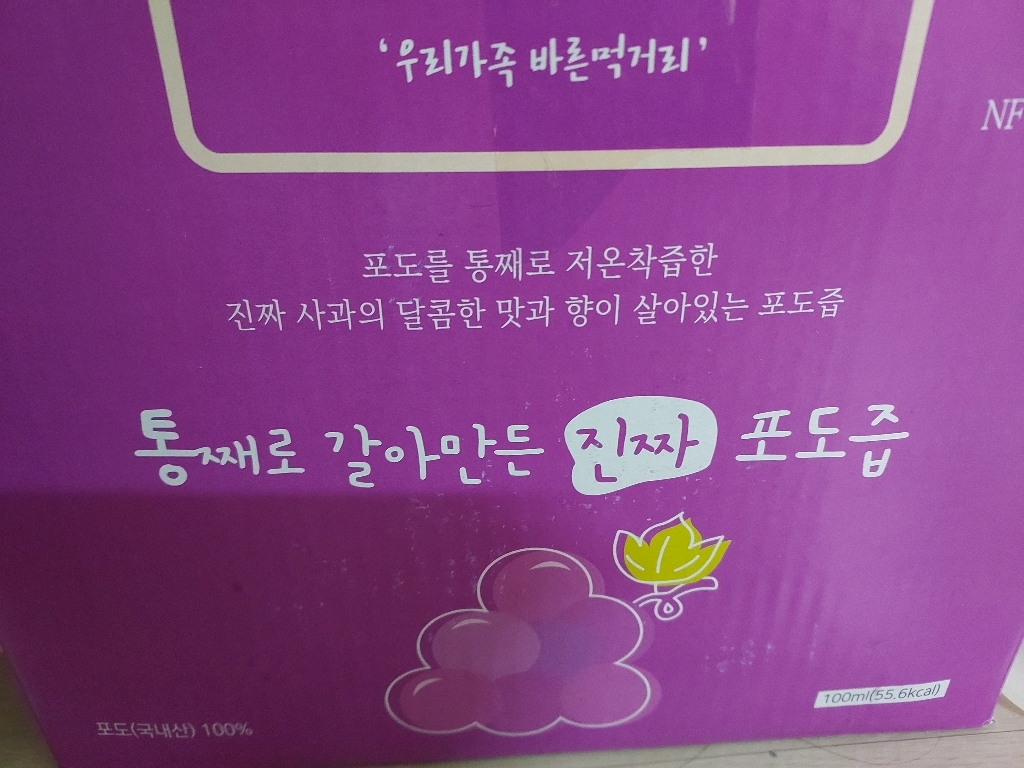 '우리가족 바른먹거리'
NF
포도를 통째로 저온착즙한
진짜 사과의 달콤한 맛과 향이 살아있는 포도즙
통째로 갈아만든 진짜 포도즙
100ml(55.6kcal)
포도(국내산) 100%